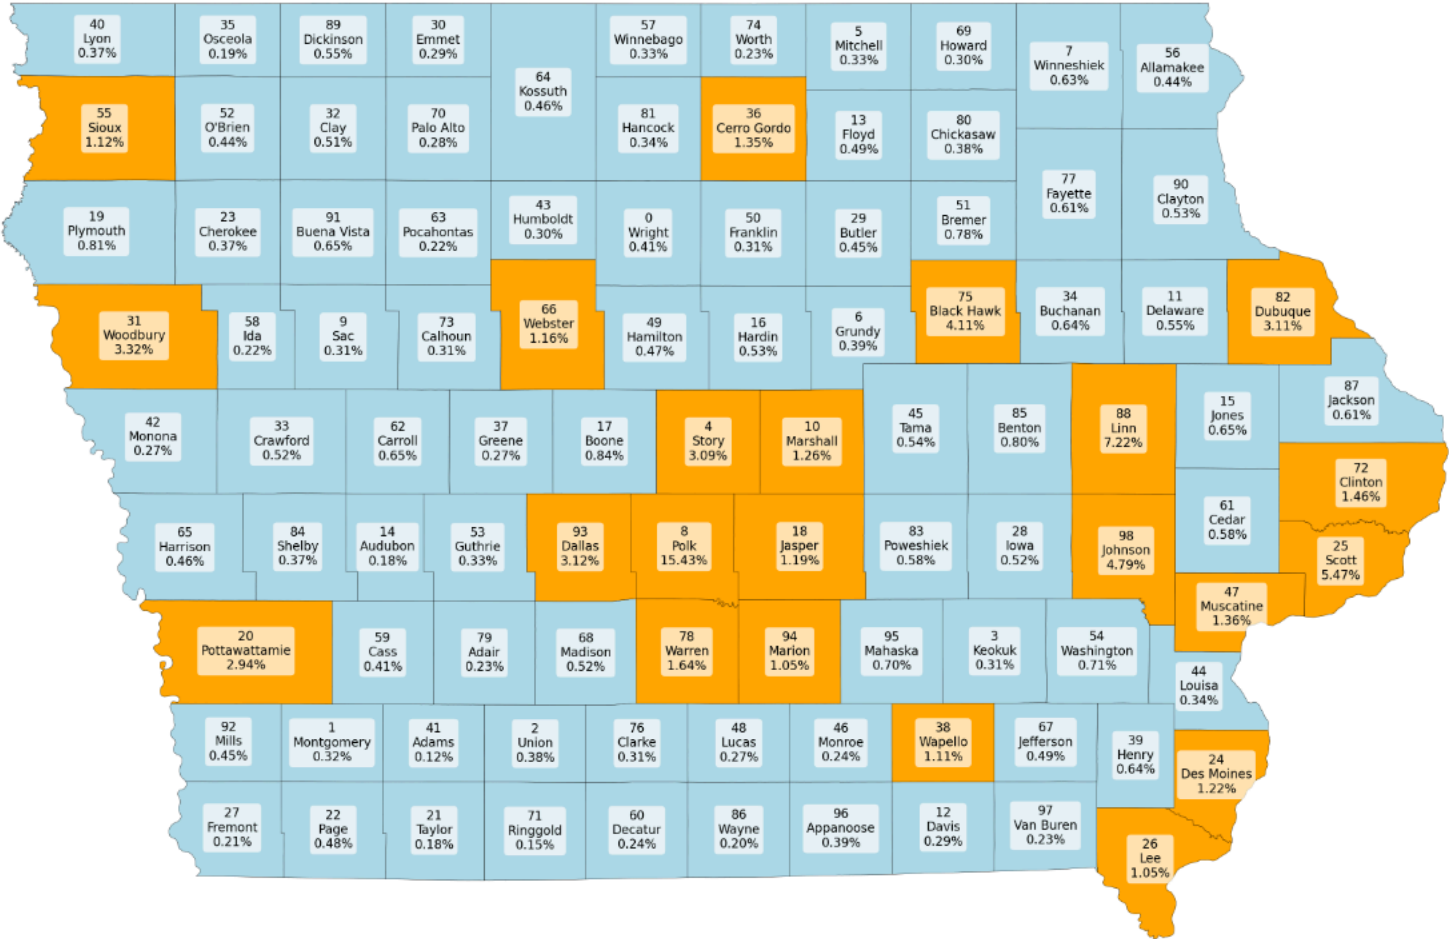 40
Lyon
0.37%
35
Osceola
0.19%
89
Dickinson
0.55%
30
Emmet
0.29%
64
Kossuth
0.46%
57
Winnebago
0.33%
74
Worth
0.23%
5
Mitchell
0.33%
69
Howard
0.30%
7
Winneshiek
0.63%
56
Allamakee
0.44%
55
Sioux
1.12%
52
O'Brien
0.44%
32
Clay
0.51%
70
Palo Alto
0.28%
81
Hancock
0.34%
36
Cerro Gordo
1.35%
13
Floyd
0.49%
80
Chickasaw
0.38%
77
Fayette
0.61%
90
Clayton
0.53%
19
Plymouth
0.81%
23
Cherokee
0.37%
91
Buena Vista
0.65%
63
Pocahontas
0.22%
43
Humboldt
0.30%
0
Wright
0.41%
50
Franklin
0.31%
29
Butler
0.45%
51
Bremer
0.78%
31
Woodbury
3.32%
58
Ida
0.22%
9
Sac
0.31%
73
Calhoun
0.31%
66
Webster
1.16%
49
Hamilton
0.47%
16
Hardin
0.53%
6
Grundy
0.39%
75
Black Hawk
4.11%
34
Buchanan
0.64%
11
Delaware
0.55%
82
Dubuque
3.11%
42
Monona
0.27%
33
Crawford
0.52%
62
Carroll
0.65%
37
Greene
0.27%
17
Boone
0.84%
4
Story
3.09%
10
Marshall
1.26%
45
Tama
0.54%
85
Benton
0.80%
88
Linn
7.22%
15
Jones
0.65%
87
Jackson
0.61%
72
Clinton
1.46%
65
Harrison
0.46%
84
Shelby
0.37%
14
Audubon
0.18%
53
Guthrie
0.33%
93
Dallas
3.12%
8
Polk
15.43%
18
Jasper
1.19%
83
Poweshiek
0.58%
28
Iowa
0.52%
98
Johnson
4.79%
61
Cedar
0.58%
25
Scott
5.47%
47
Muscatine
1.36%
20
Pottawattamie
2.94%
59
Cass
0.41%
79
Adair
0.23%
68
Madison
0.52%
78
Warren
1.64%
94
Marion
1.05%
95
Mahaska
0.70%
3
Keokuk
0.31%
54
Washington
0.71%
44
Louisa
0.34%
92
Mills
0.45%
1
Montgomery
0.32%
41
Adams
0.12%
2
Union
0.38%
76
Clarke
0.31%
48
Lucas
0.27%
46
Monroe
0.24%
38
Wapello
1.11%
67
Jefferson
0.49%
39
Henry
0.64%
24
Des Moines
1.22%
27
Fremont
0.21%
22
Page
0.48%
21
Taylor
0.18%
71
Ringgold
0.15%
60
Decatur
0.24%
86
Wayne
0.20%
96
Appanoose
0.39%
12
Davis
0.29%
97
Van Buren
0.23%
26
Lee
1.05%